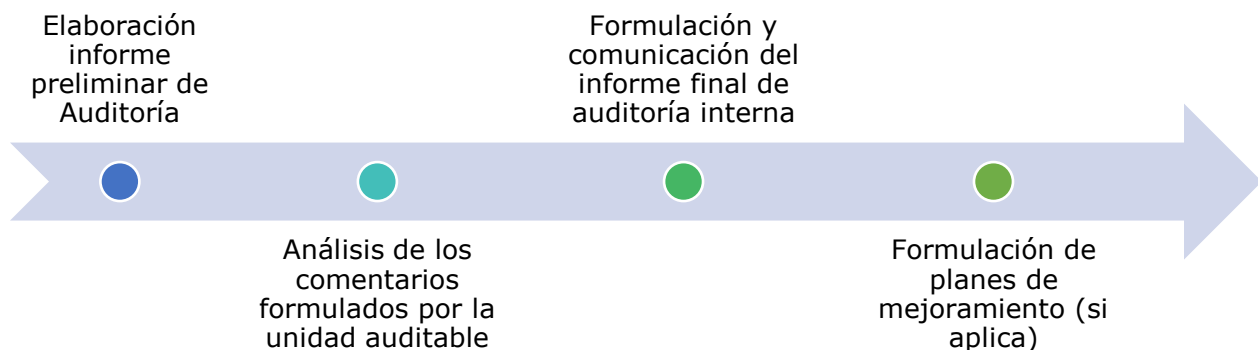 Elaboración
informe
preliminar de
Auditoría
Análisis de los
comentarios
formulados por la
unidad auditable
Formulación y
comunicación del
informe final de
auditoría interna
Formulación de
planes de
mejoramiento (si
aplica)